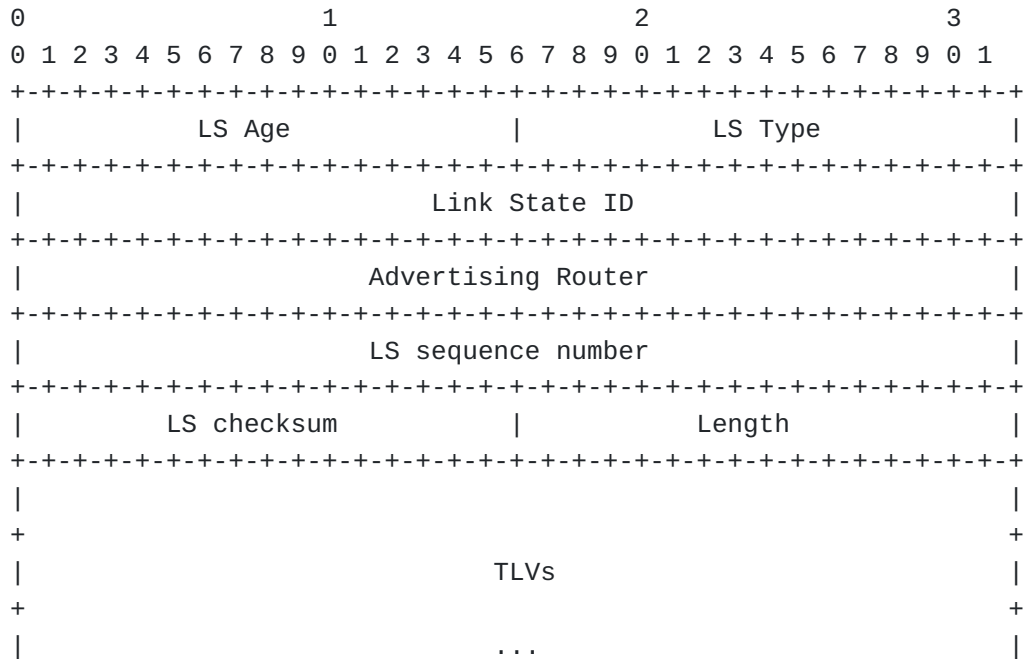 0                   1                   2                   3
0 1 2 3 4 5 6 7 8 9 0 1 2 3 4 5 6 7 8 9 0 1 2 3 4 5 6 7 8 9 0 1
+-+-+-+-+-+-+-+-+-+-+-+-+-+-+-+-+-+-+-+-+-+-+-+-+-+-+-+-+-+-+-+-+
|           LS Age              |            LS Type            |
+-+-+-+-+-+-+-+-+-+-+-+-+-+-+-+-+-+-+-+-+-+-+-+-+-+-+-+-+-+-+-+-+
|                          Link State ID                        |
+-+-+-+-+-+-+-+-+-+-+-+-+-+-+-+-+-+-+-+-+-+-+-+-+-+-+-+-+-+-+-+-+
|                      Advertising Router                       |
+-+-+-+-+-+-+-+-+-+-+-+-+-+-+-+-+-+-+-+-+-+-+-+-+-+-+-+-+-+-+-+-+
|                      LS sequence number                       |
+-+-+-+-+-+-+-+-+-+-+-+-+-+-+-+-+-+-+-+-+-+-+-+-+-+-+-+-+-+-+-+-+
|         LS checksum           |           Length              |
+-+-+-+-+-+-+-+-+-+-+-+-+-+-+-+-+-+-+-+-+-+-+-+-+-+-+-+-+-+-+-+-+
|                                                               |
+                                                               +
|                              TLVs                             |
+                                                               +
|                              ...                              |